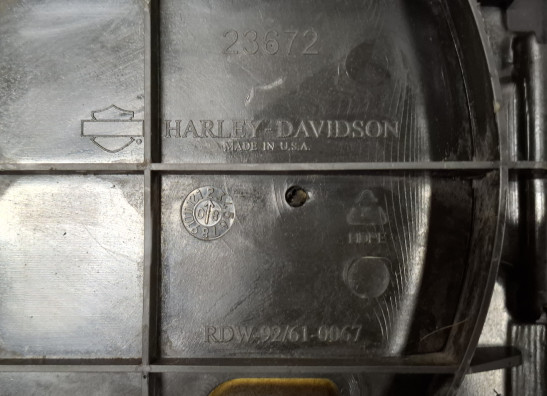 23672
HARLEY-DAVIDSON
MADE IN U.S.A.
HDPE
RDW-92/61-0067